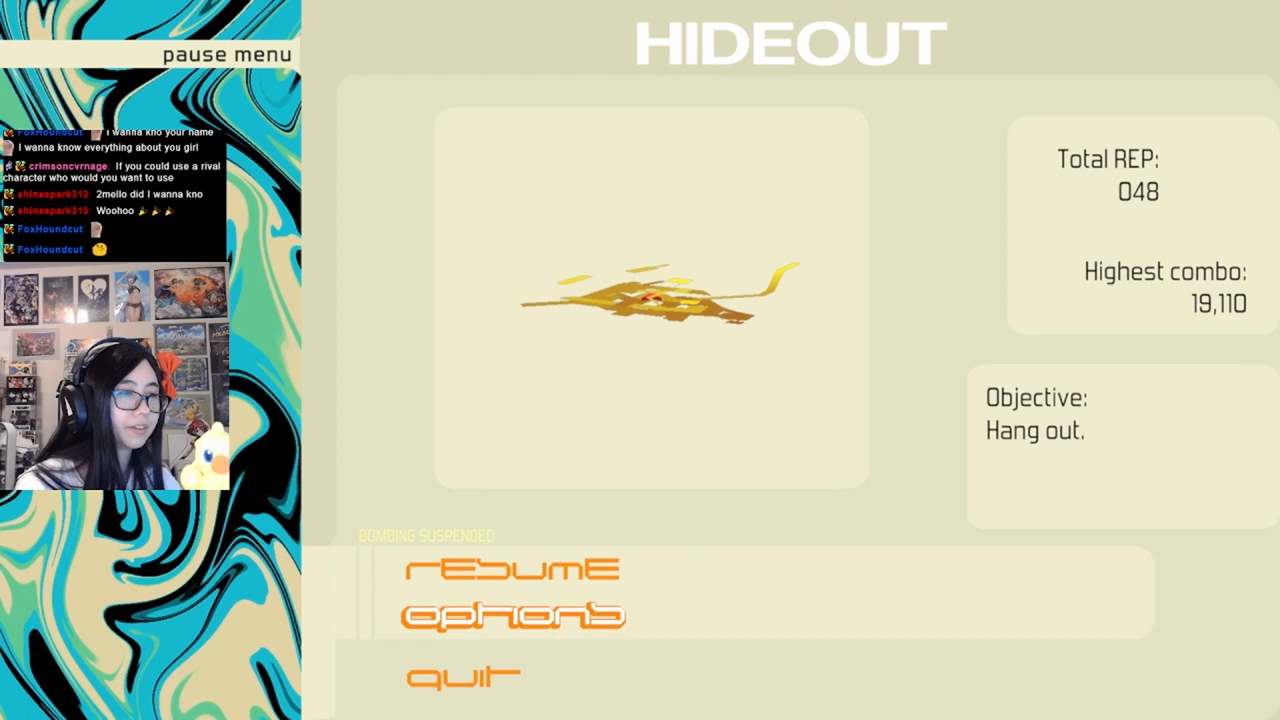 HIDEOUT
pause menu
FoxHoundcut I wanna kno your name
I wanna know everything about you girl
crimsoncvrnage: If you could use a rival
character who would you want to use
shinespark313 2mello did I wanna kno
shinespark313 Woohoo
FoxHoundcut
FoxHoundcut
Total REP:
048
Highest combo:
19,110
Objective:
Hang out.
BOMBING SUSPENDED
resume
options
quit